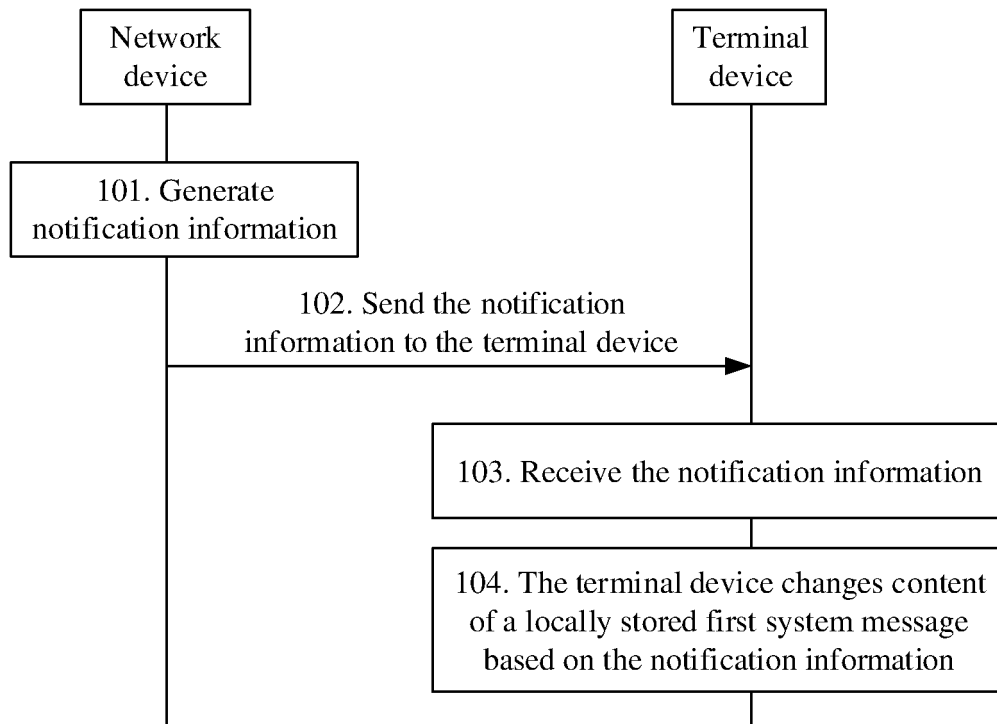 Network
device
Terminal
device
101. Generate
notification information
102. Send the notification
information to the terminal device
103. Receive the notification information
104. The terminal device changes content
of a locally stored first system message
based on the notification information